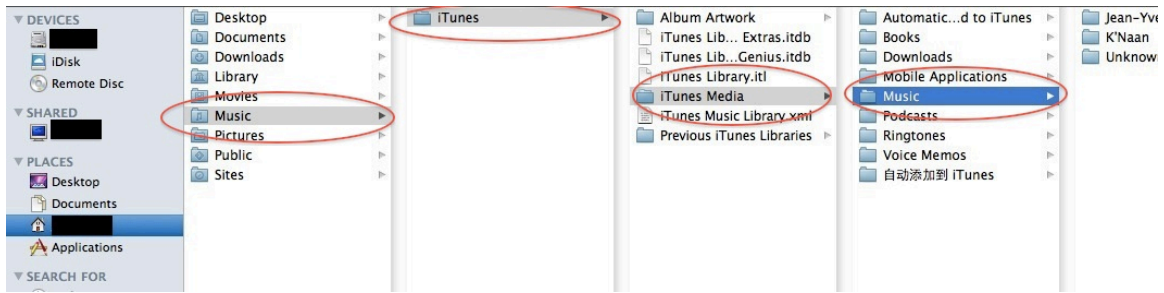 DEVICES
iDisk
Remote Disc
SHARED
PLACES
Desktop
Documents
Applications
SEARCH FOR
Desktop
Documents
Downloads
Library
Movies
Music
Pictures
Public
Sites
iTunes
Album Artwork
iTunes Lib... Extras.itdb
iTunes Lib...Genius.itdb
iTunes Library.itl
iTunes Media
iTunes Music Library.xml
Previous iTunes Libraries
Automatic...d to iTunes
Books
Downloads
Mobile Applications
Music
Podcasts
Ringtones
Voice Memos
自动添加到 iTunes
Jean-Yve
K'Naan
Unknown